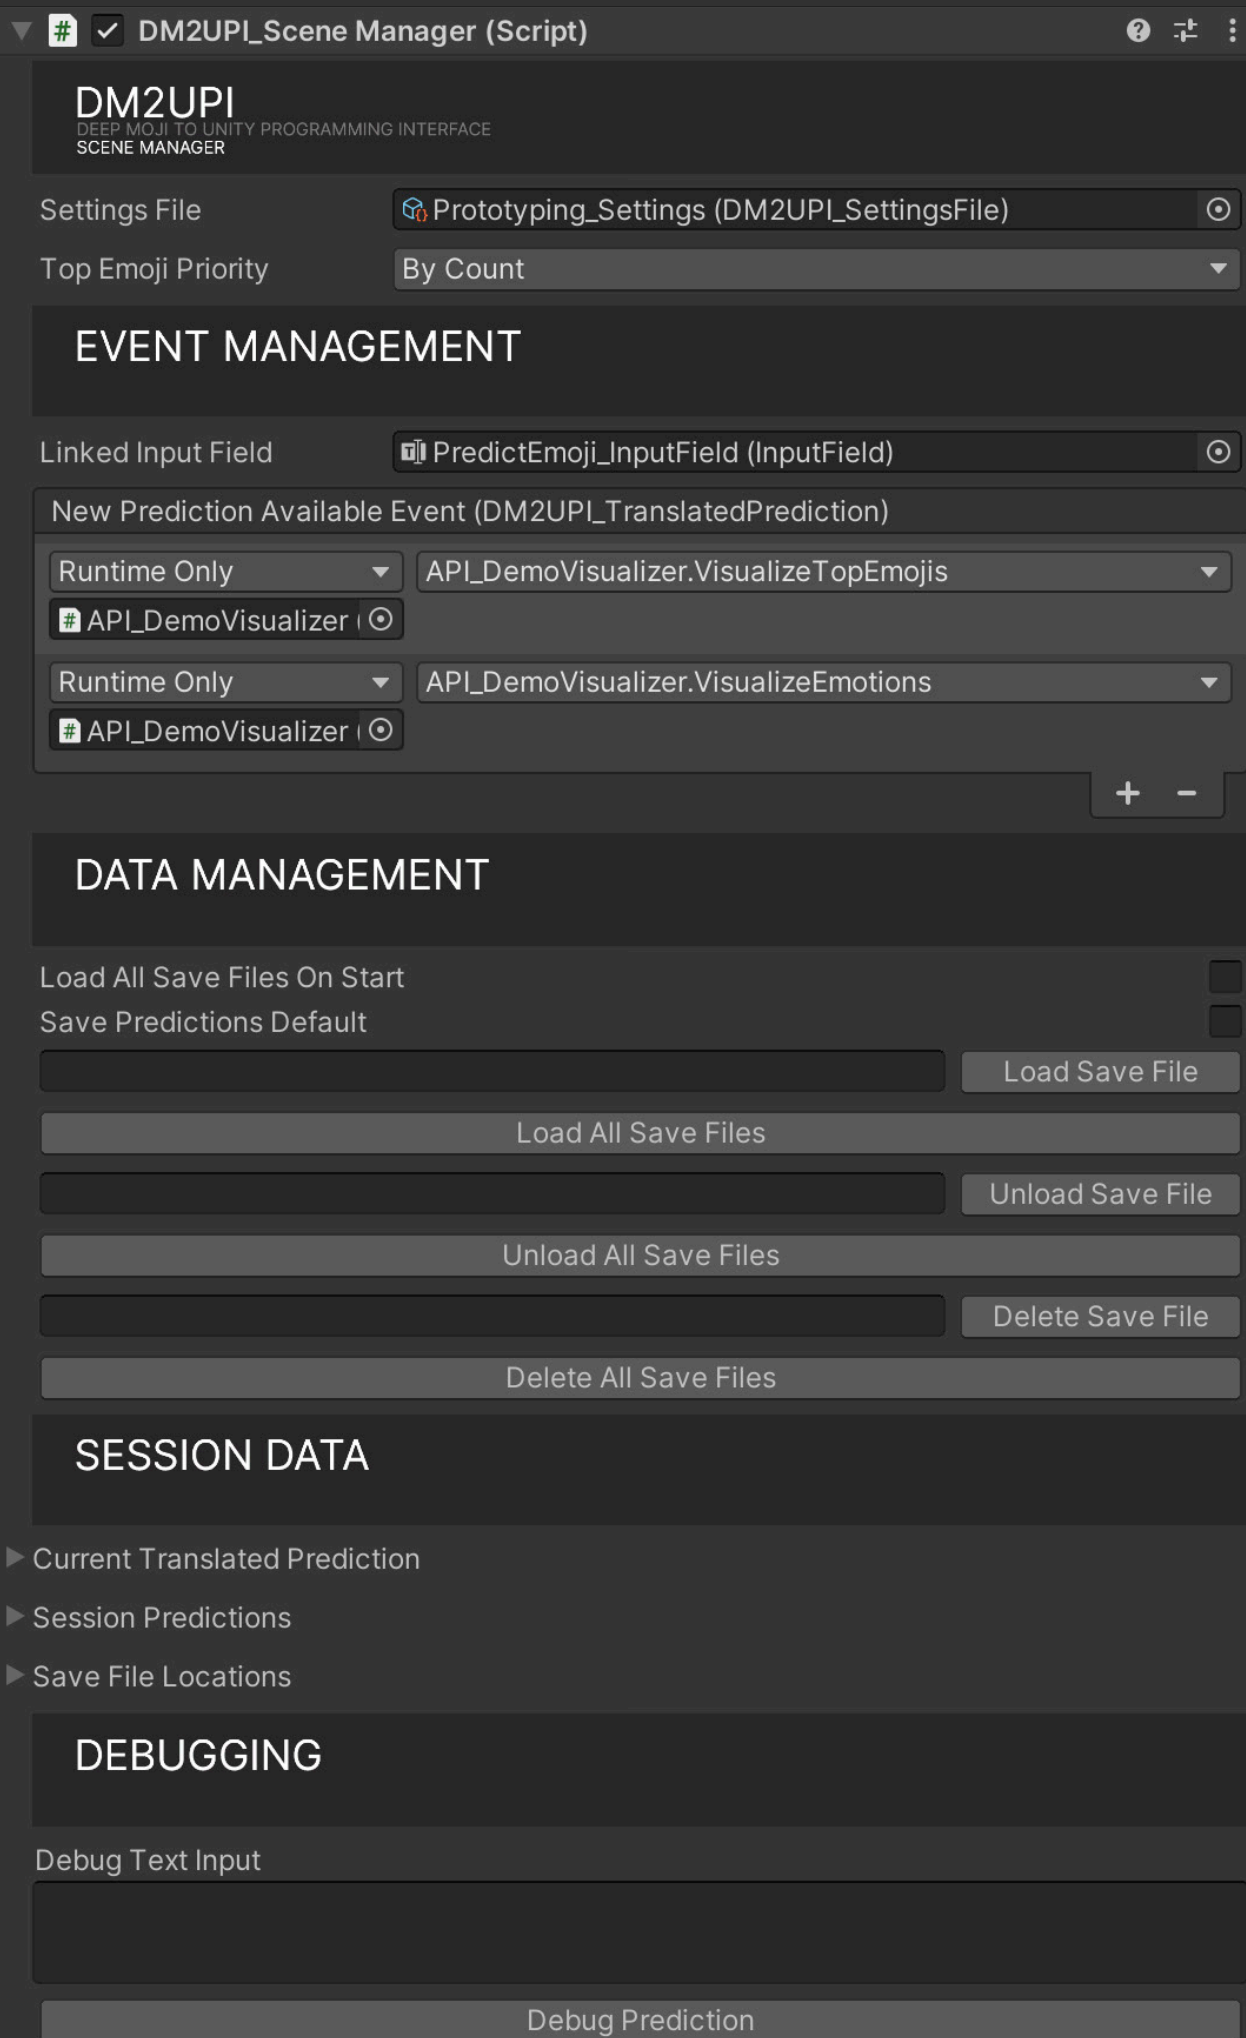 DM2UPI_Scene Manager (Script)
DM2UPI
DEEP MOJI TO UNITY PROGRAMMING INTERFACE
SCENE MANAGER
Settings File Prototyping_Settings (DM2UPI_SettingsFile)
Top Emoji Priority By Count
EVENT MANAGEMENT
Linked Input Field PredictEmoji_InputField (InputField)
New Prediction Available Event (DM2UPI_TranslatedPrediction)
Runtime Only API_DemoVisualizer.VisualizeTopEmojis
API_DemoVisualizer (
Runtime Only API_DemoVisualizer.VisualizeEmotions
API_DemoVisualizer (
DATA MANAGEMENT
Load All Save Files On Start
Save Predictions Default
Load Save File
Load All Save Files
Unload Save File
Unload All Save Files
Delete Save File
Delete All Save Files
SESSION DATA
Current Translated Prediction
Session Predictions
Save File Locations
DEBUGGING
Debug Text Input
Debug Prediction